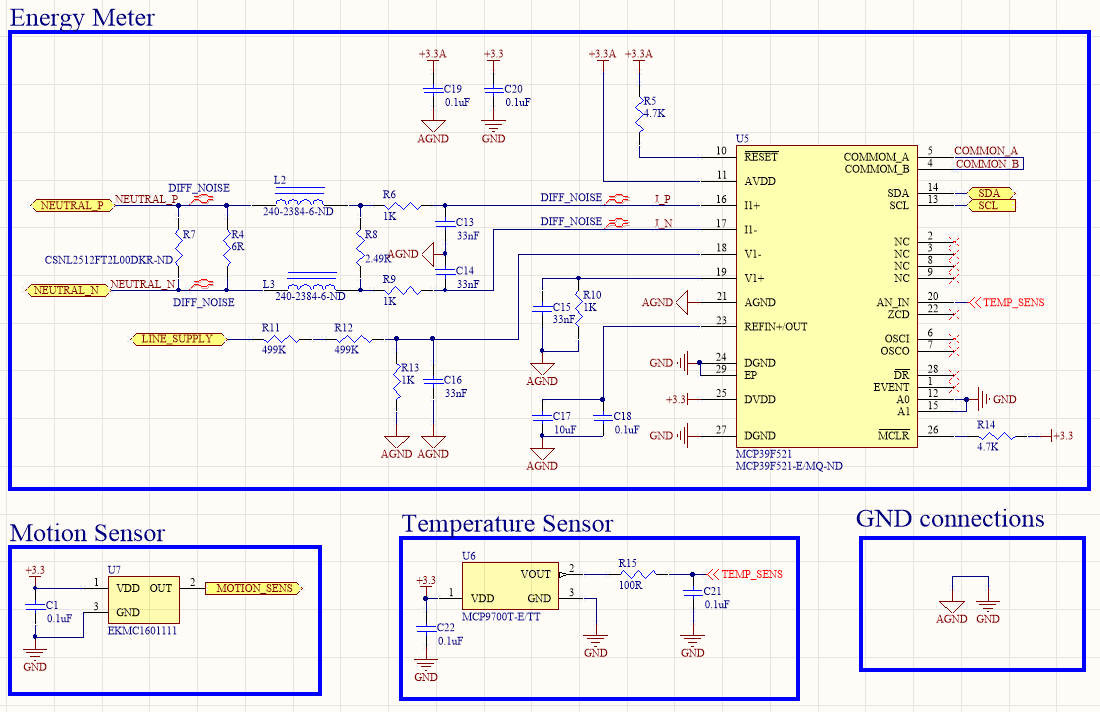 Energy Meter
+3.3A
+3.3
+3.3A
+3.3A
C19
0.1uF
C20
0.1uF
R5
4.7K
AGND
GND
U5
10
RESET
COMMOM_A
5
COMMON_A
COMMOM_B
4
COMMON_B
11
AVDD
DIFF_NOISE
L2
NEUTRAL_P
NEUTRAL_P
240-2384-6-ND
R6
1K
DIFF_NOISE
I_P
16
I1+
SDA
14
SDA
SCL
13
SCL
C13
33nF
DIFF_NOISE
I_N
17
I1-
R7
R4
6R
R8
2.49R
AGND
CSNL2512FT2L00DKR-ND
18
V1-
NC
2
NC
3
NC
8
NC
9
C14
33nF
19
V1+
NEUTRAL_N
NEUTRAL_N
DIFF_NOISE
L3
240-2384-6-ND
R9
1K
C15
33nF
R10
1K
AGND
21
AGND
AN_IN
20
TEMP_SENS
ZCD
22
23
REFIN+/OUT
LINE_SUPPLY
R11
499K
R12
499K
OSCI
6
OSCO
7
R13
1K
C16
33nF
AGND
GND
24
DGND
29
EP
DR
28
EVENT
1
+3.3
25
DVDD
A0
12
GND
A1
15
C17
10uF
C18
0.1uF
GND
27
DGND
MCLR
26
R14
4.7K
+3.3
AGND
AGND
AGND
MCP39F521
MCP39F521-E/MQ-ND
Motion Sensor
+3.3
U7
1
VDD
OUT
2
MOTION_SENS
3
GND
C1
0.1uF
EKMC1601111
GND
Temperature Sensor
U6
+3.3
VOUT
2
R15
100R
TEMP_SENS
1
VDD
GND
3
C21
0.1uF
MCP9700T-E/TT
C22
0.1uF
GND
GND
GND
GND connections
AGND
GND